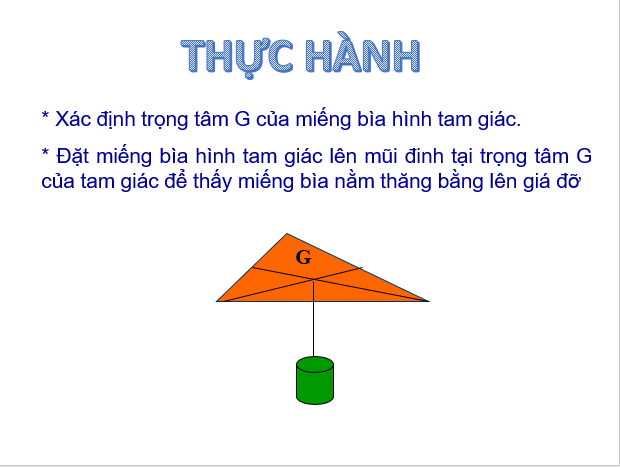 THỰC HÀNH
* Xác định trọng tâm G của miếng bìa hình tam giác.
* Đặt miếng bìa hình tam giác lên mũi đinh tại trọng tâm G
của tam giác để thấy miếng bìa nằm thăng bằng lên giá đỡ
G